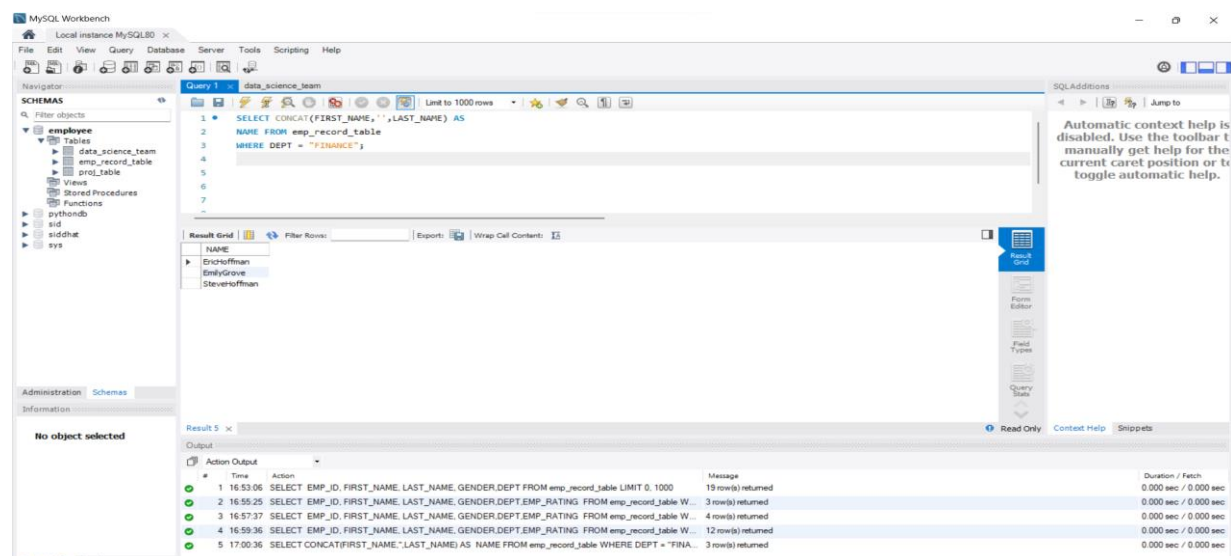 MySQL Workbench
Local instance MySQL80 ×
File Edit View Query Database Server Tools Scripting Help
Navigator
SCHEMAS
Filter objects
employee
Tables
data_science_team
emp_record_table
proj_table
Views
Stored Procedures
Functions
pythondb
sid
siddhat
sys
Administration Schemas
Information
No object selected
Query 1 × data_science_team
Limit to 1000 rows
1 SELECT CONCAT(FIRST_NAME,'',LAST_NAME) AS
2 NAME FROM emp_record_table
3 WHERE DEPT = "FINANCE";
4
5
6
7
Result Grid Filter Rows: Export: Wrap Cell Content:
NAME
EricHoffman
EmilyGrove
SteveHoffman
Result Grid
Form Editor
Field Types
Query Stats
Result 5 × Read Only
SQLAdditions
Jump to
Automatic context help is
disabled. Use the toolbar t
manually get help for the
current caret position or to
toggle automatic help.
Context Help Snippets
Output
Action Output
# Time Action Message Duration / Fetch
1 16:53:06 SELECT EMP_ID, FIRST_NAME, LAST_NAME, GENDER,DEPT FROM emp_record_table LIMIT 0, 1000 19 row(s) returned 0.000 sec / 0.000 sec
2 16:55:25 SELECT EMP_ID, FIRST_NAME, LAST_NAME, GENDER,DEPT,EMP_RATING FROM emp_record_table W... 3 row(s) returned 0.000 sec / 0.000 sec
3 16:57:37 SELECT EMP_ID, FIRST_NAME, LAST_NAME, GENDER,DEPT,EMP_RATING FROM emp_record_table W... 4 row(s) returned 0.000 sec / 0.000 sec
4 16:59:36 SELECT EMP_ID, FIRST_NAME, LAST_NAME, GENDER,DEPT,EMP_RATING FROM emp_record_table W... 12 row(s) returned 0.000 sec / 0.000 sec
5 17:00:36 SELECT CONCAT(FIRST_NAME,'',LAST_NAME) AS NAME FROM emp_record_table WHERE DEPT = "FINA... 3 row(s) returned 0.000 sec / 0.000 sec